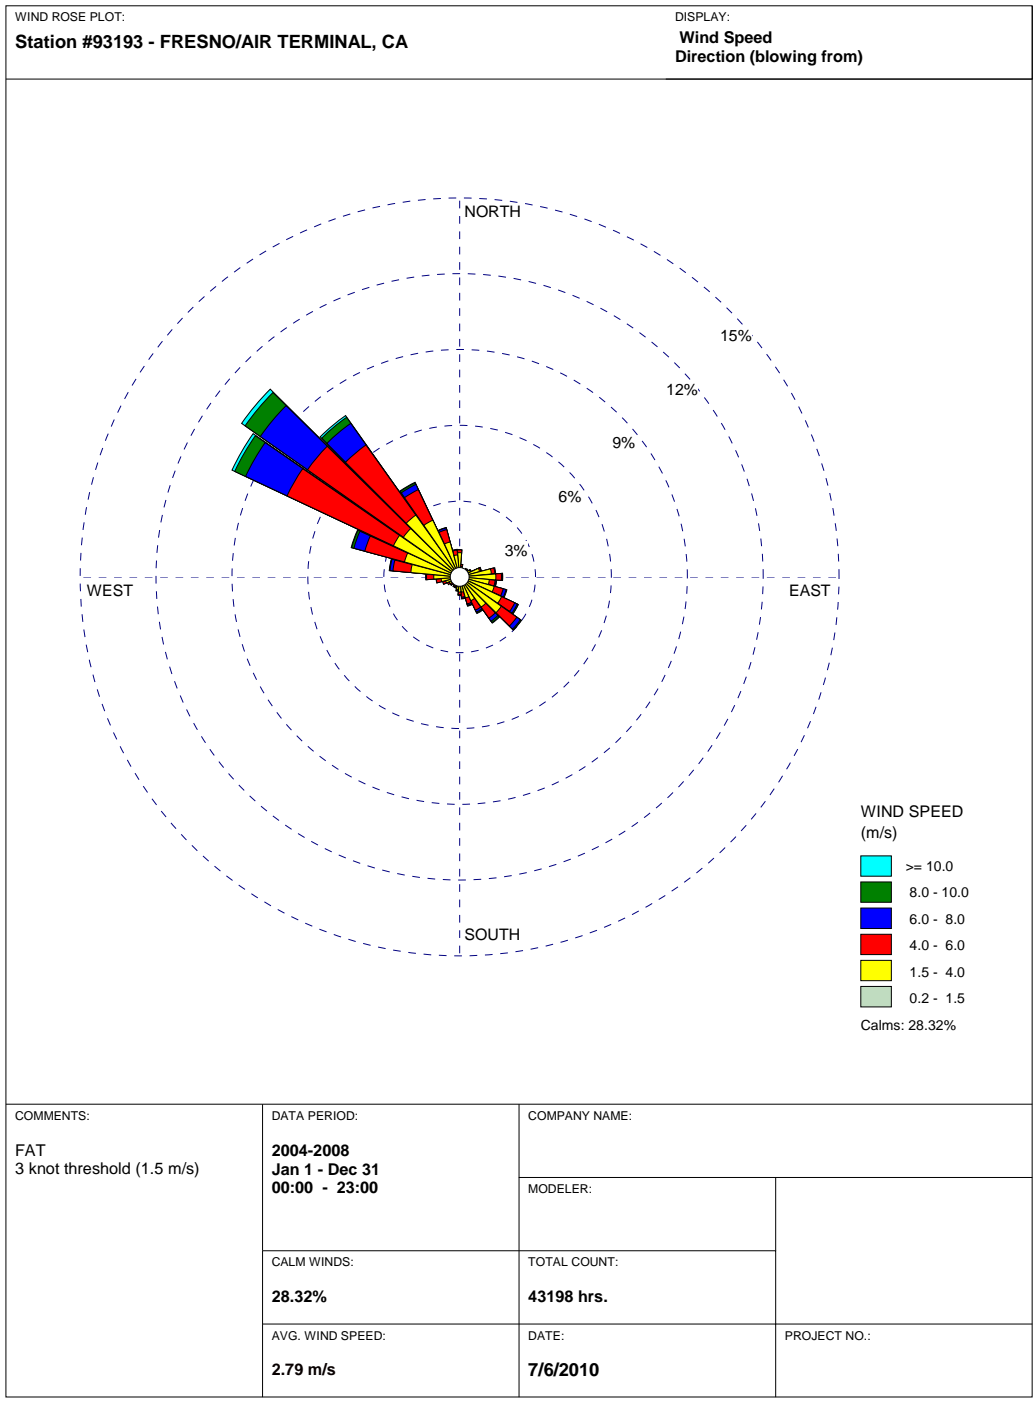 WIND ROSE PLOT:
Station #93193 - FRESNO/AIR TERMINAL, CA
DISPLAY:
Wind Speed
Direction (blowing from)
NORTH
15%
12%
9%
6%
3%
WEST
EAST
SOUTH
WIND SPEED
(m/s)
>= 10.0
8.0 - 10.0
6.0 - 8.0
4.0 - 6.0
1.5 - 4.0
0.2 - 1.5
Calms: 28.32%
COMMENTS:
FAT
3 knot threshold (1.5 m/s)
DATA PERIOD:
2004-2008
Jan 1 - Dec 31
00:00 - 23:00
COMPANY NAME:
MODELER:
CALM WINDS:
28.32%
TOTAL COUNT:
43198 hrs.
AVG. WIND SPEED:
2.79 m/s
DATE:
7/6/2010
PROJECT NO.: